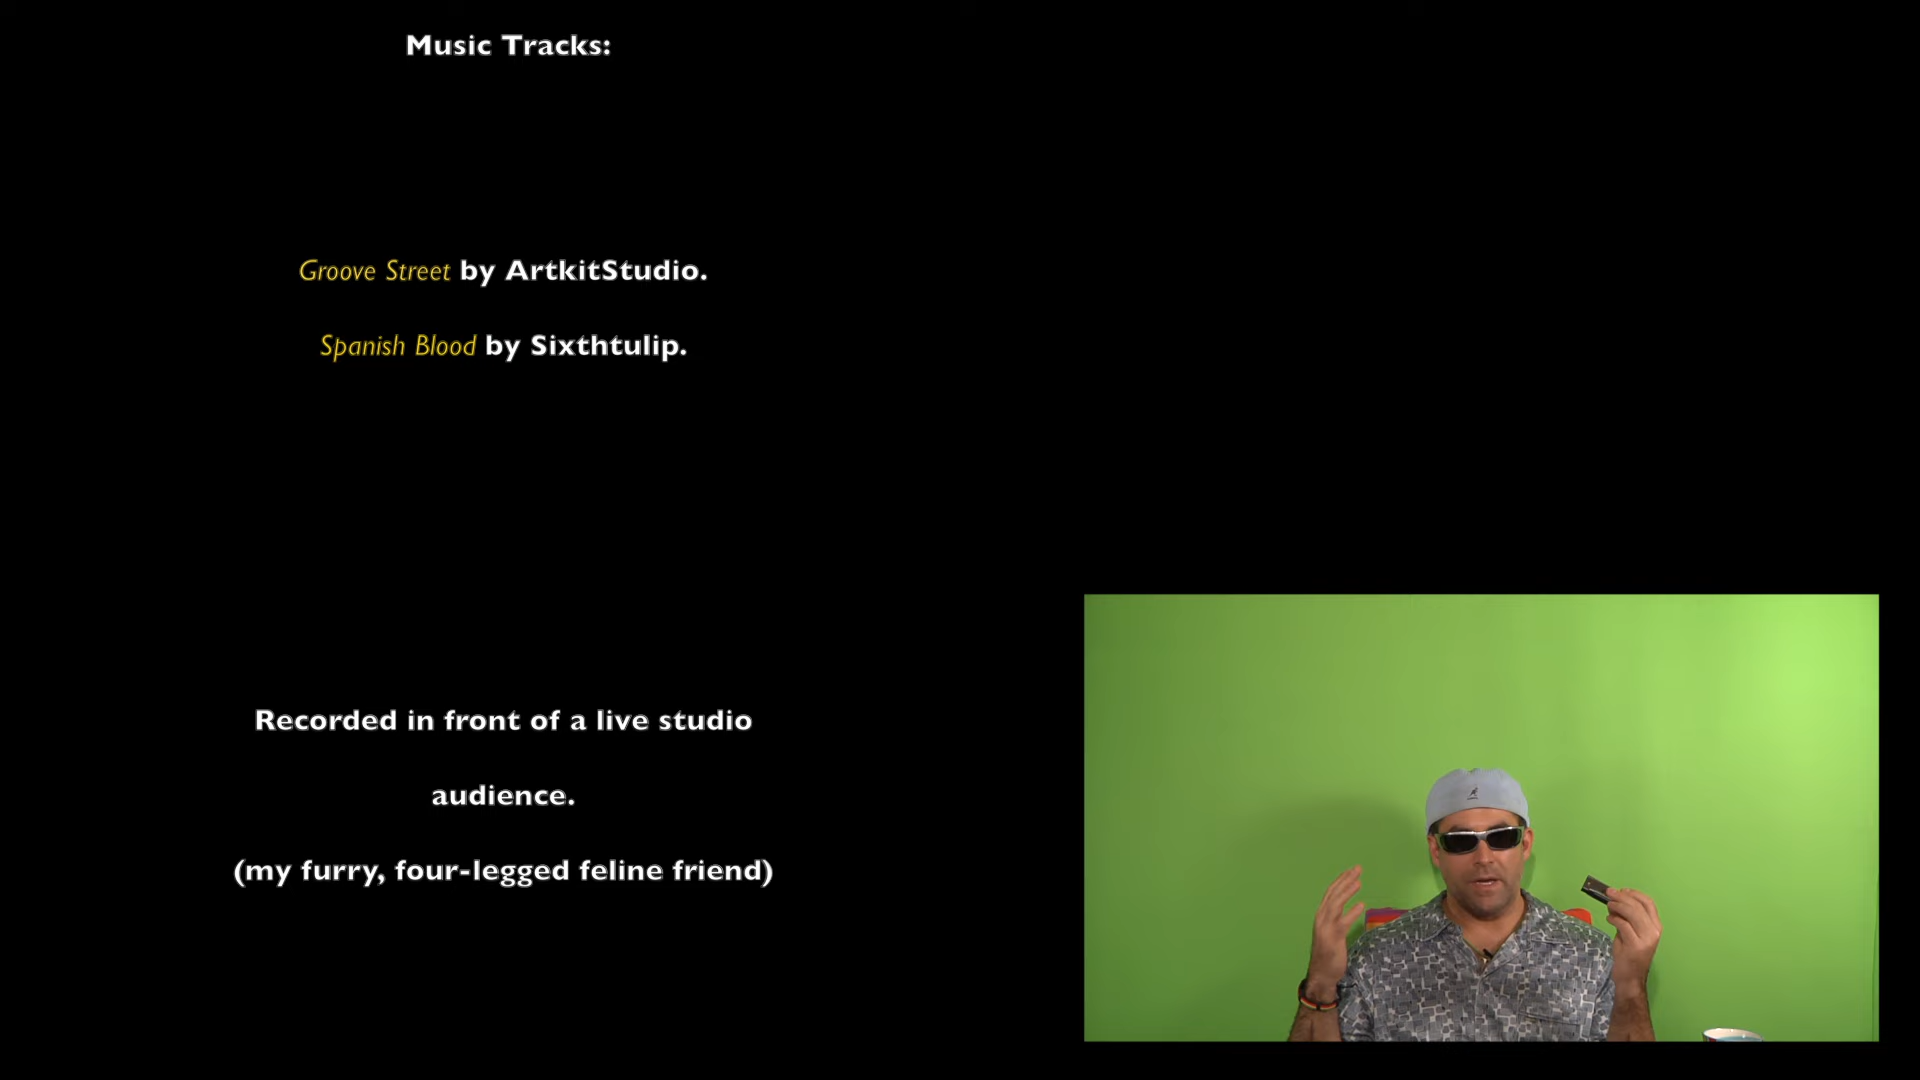 Music Tracks:
Groove Street by ArtkitStudio.
Spanish Blood by Sixthtulip.
Recorded in front of a live studio
audience.
(my furry, four-legged feline friend)